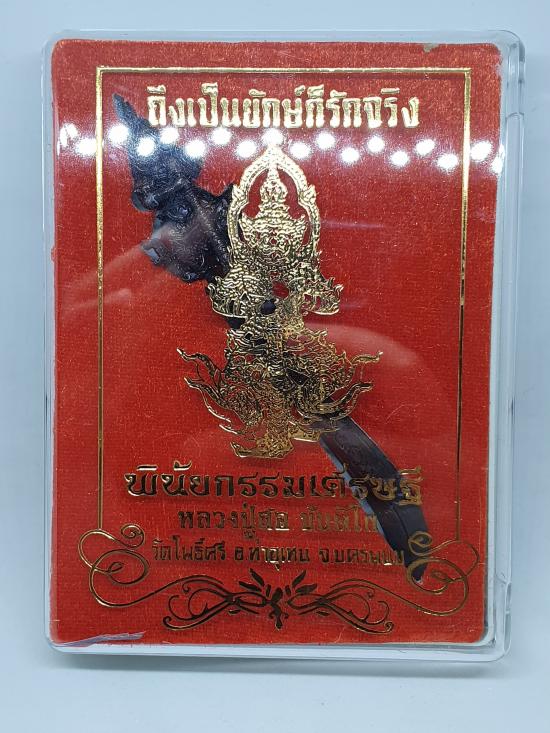 ถึงเป็นยักษ์ก็รักจริง
พินัยกรรมเศรษฐี
หลวงปู่สอ ขันติโก
วัดโพธิ์ศรี อ.ท่าอุเทน จ.นครพนม